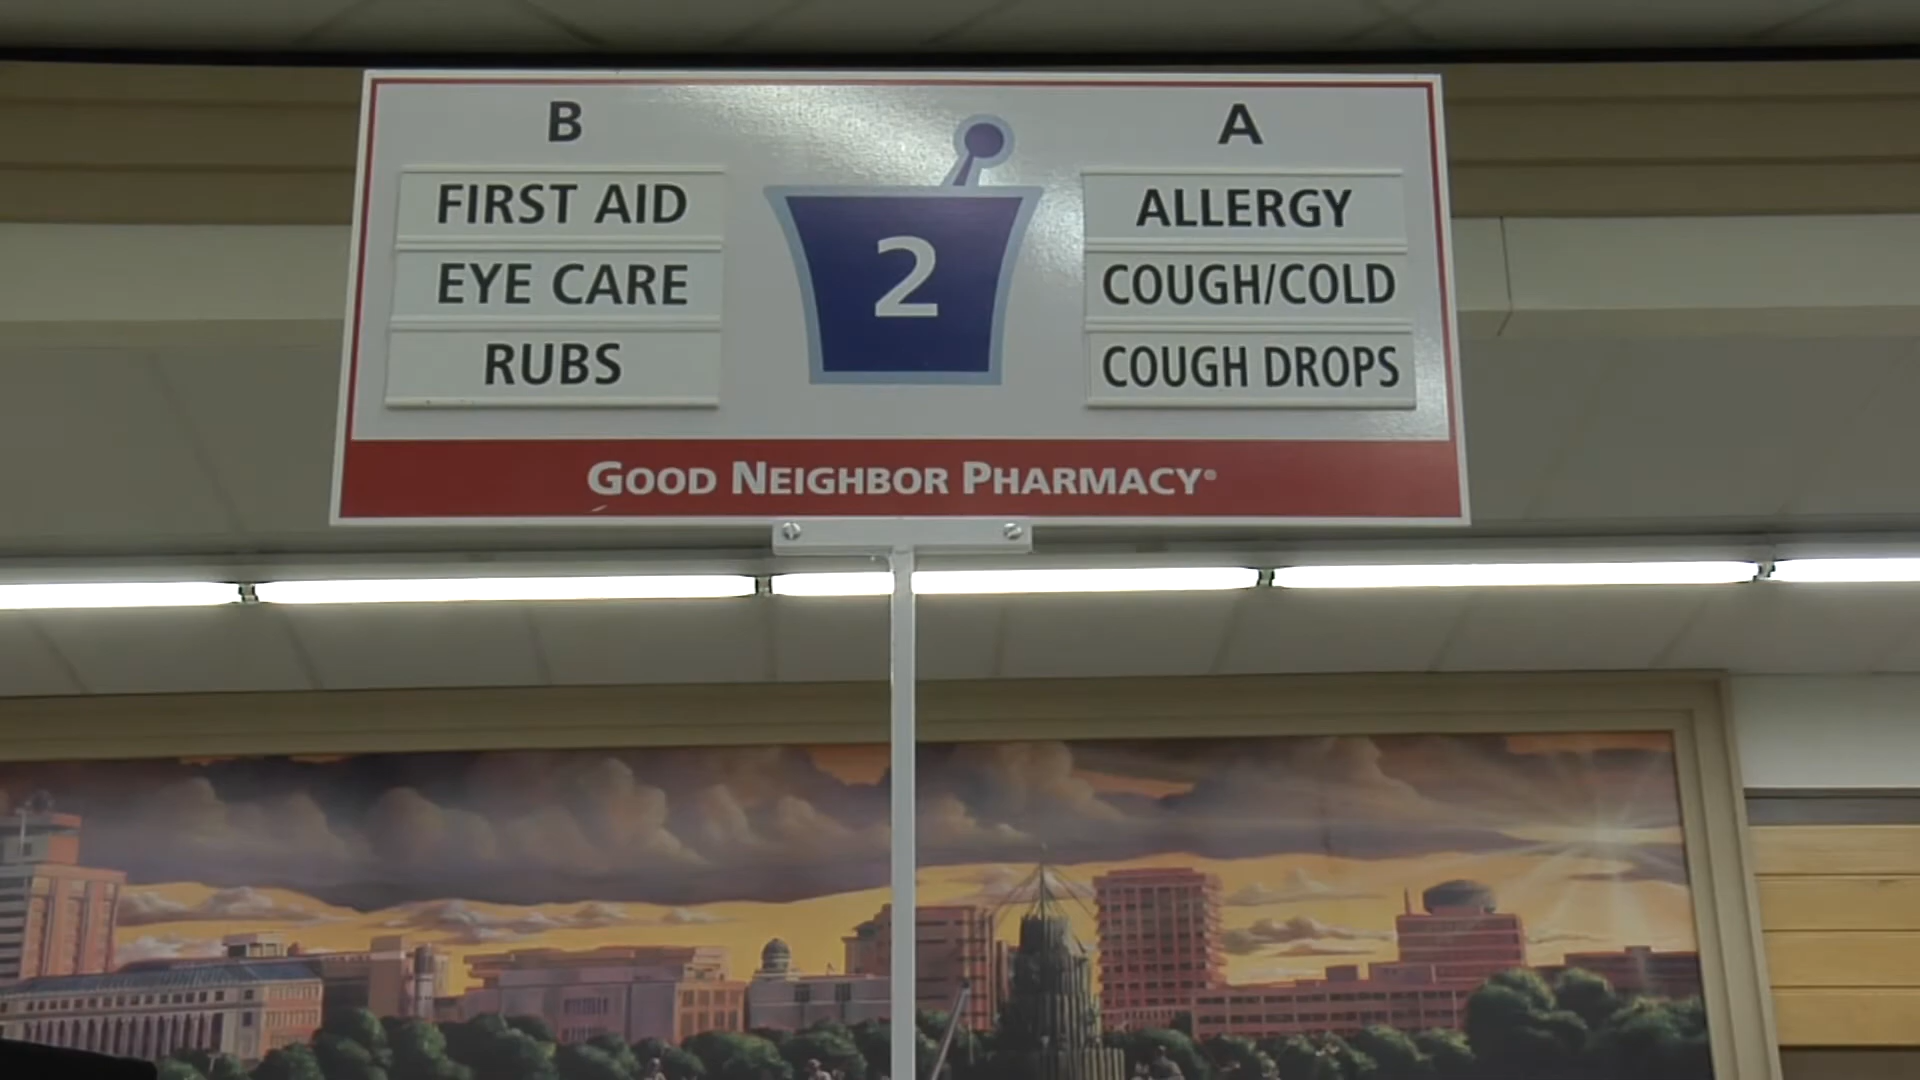 B
FIRST AID
EYE CARE
RUBS
2
A
ALLERGY
COUGH/COLD
COUGH DROPS
GOOD NEIGHBOR PHARMACY®